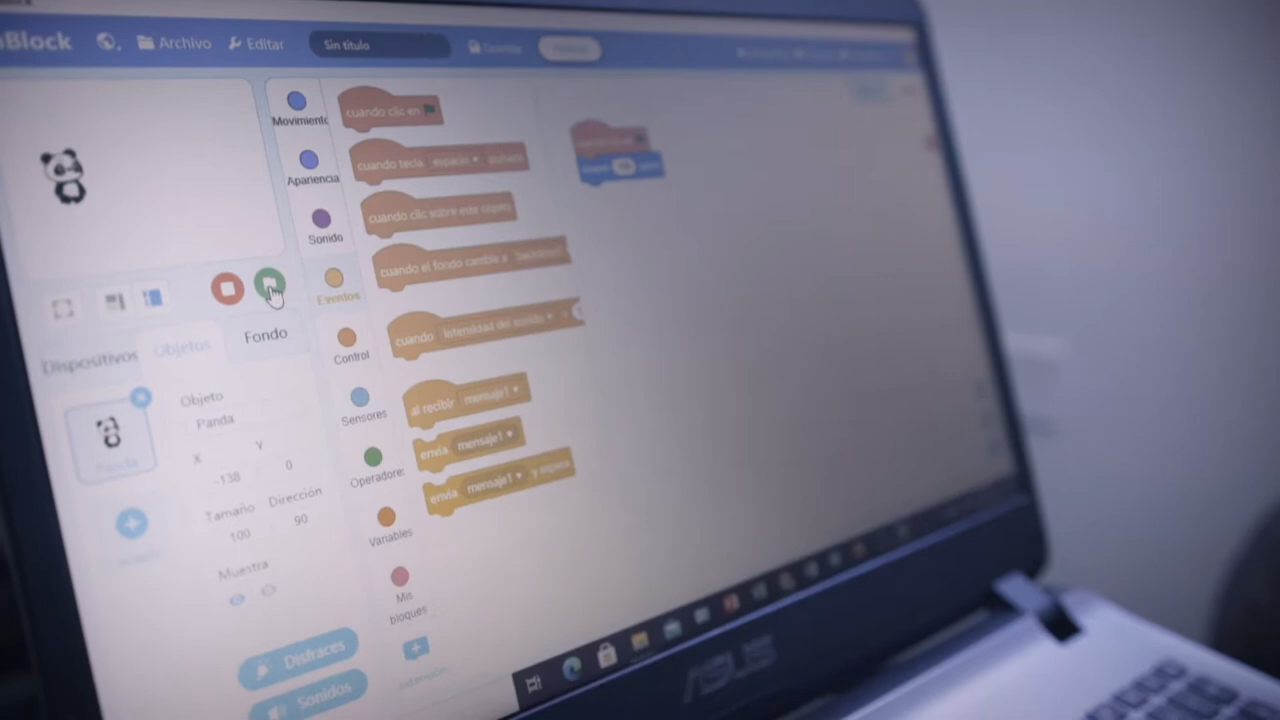 Block
Archivo
Editar
Sin título
Movimiento
Apariencia
Sonido
Eventos
Control
Sensores
Operadores
Variables
Mis
bloques
cuando clic en
cuando tecla espacio
cuando clic sobre este objeto
cuando el fondo cambie a
cuando intensidad del sonido
al recibir mensaje1
envía mensaje1
envía mensaje1 y espera
Dispositivos
Objetos
Fondo
Objeto
Panda
X
Y
-138
0
Tamaño
Dirección
100
90
Muestra
Panda
Disfraces
Sonidos
ASUS